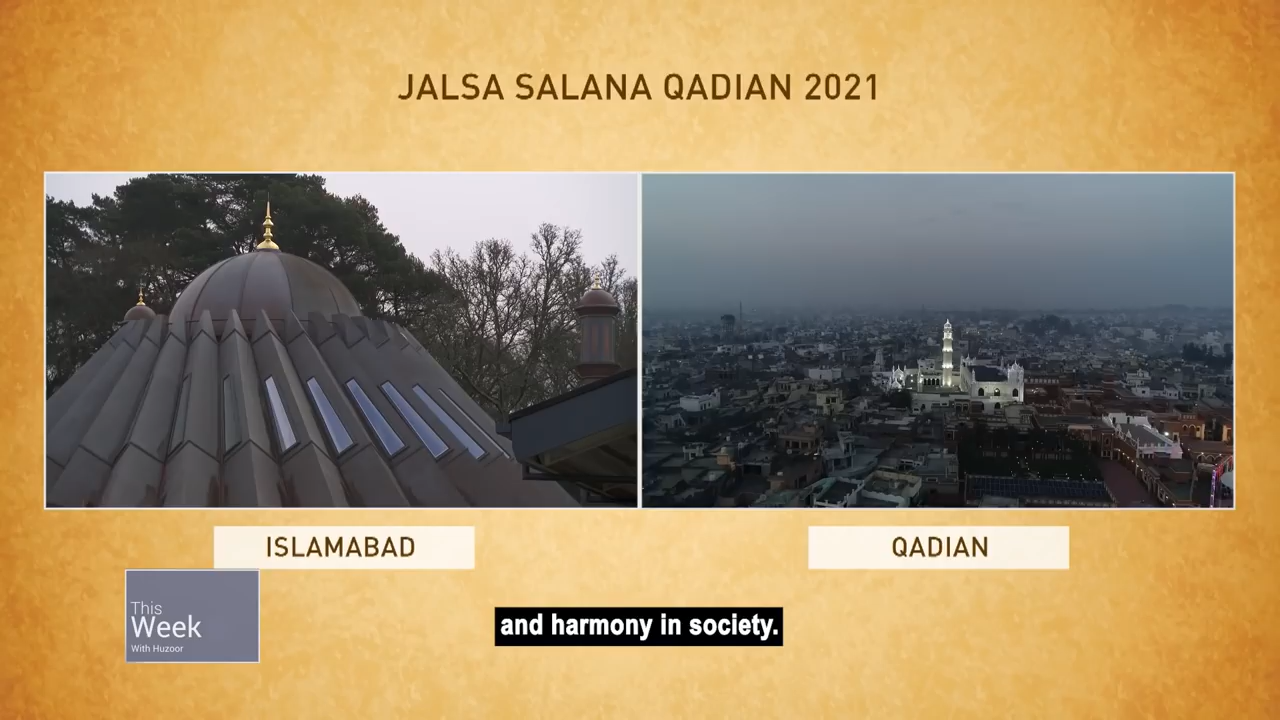 JALSA SALANA QADIAN 2021
ISLAMABAD
QADIAN
This
Week
With Huzoor
and harmony in society.